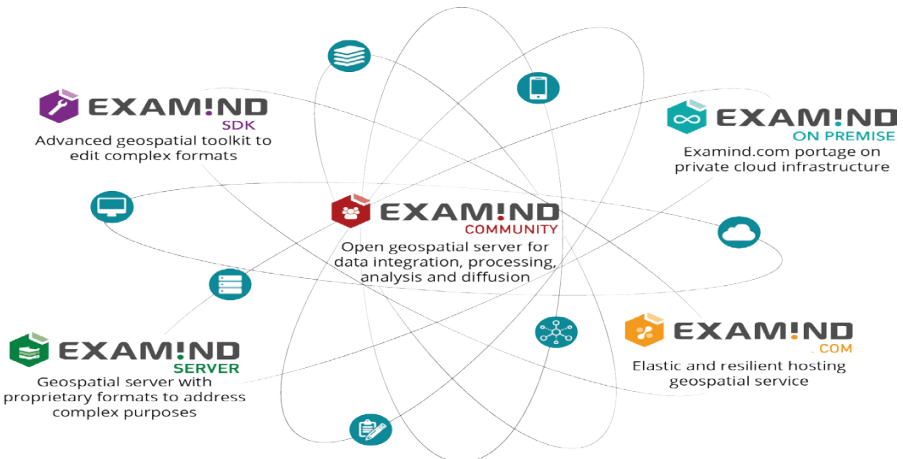 EXAM!ND
SDK
Advanced geospatial toolkit to
edit complex formats
EXAM!ND
ON PREMISE
Examind.com portage on
private cloud infrastructure
EXAM!ND
COMMUNITY
Open geospatial server for
data integration, processing,
analysis and diffusion
EXAM!ND
SERVER
Geospatial server with
proprietary formats to address
complex purposes
EXAM!ND
.COM
Elastic and resilient hosting
geospatial service